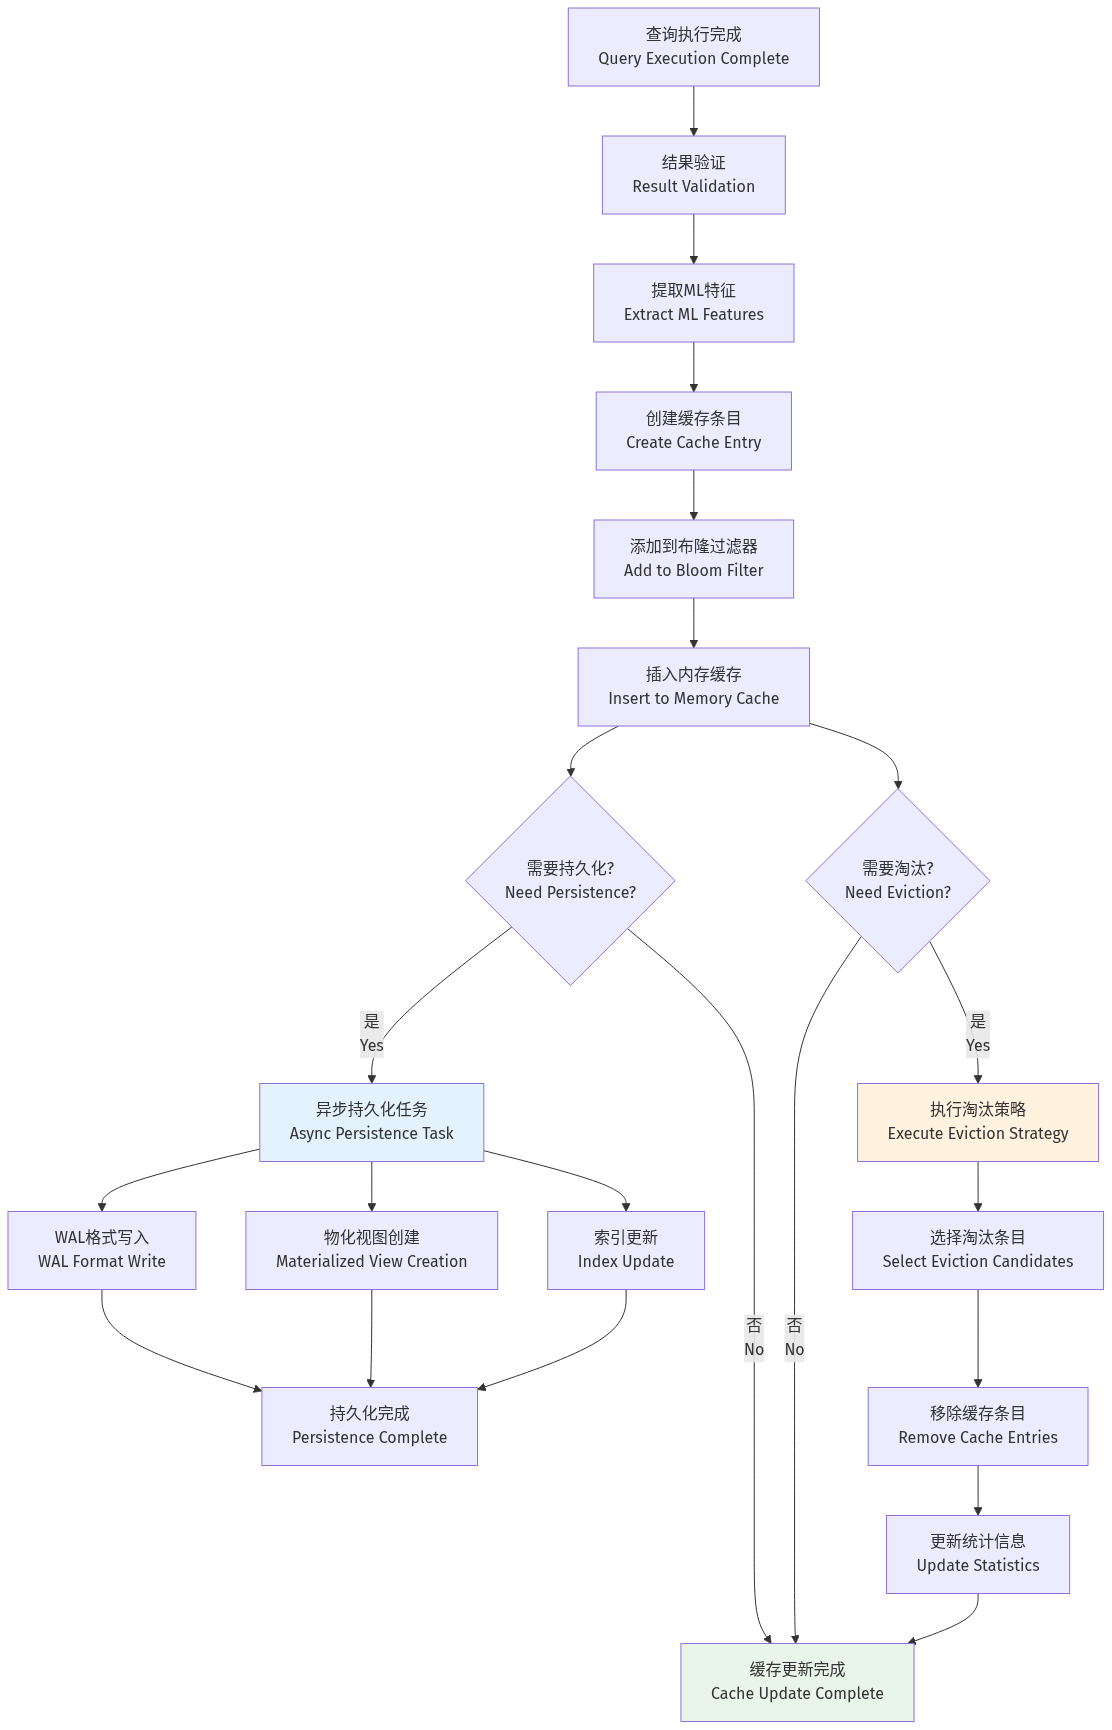 查询执行完成
Query Execution Complete
结果验证
Result Validation
提取ML特征
Extract ML Features
创建缓存条目
Create Cache Entry
添加到布隆过滤器
Add to Bloom Filter
插入内存缓存
Insert to Memory Cache
需要持久化?
Need Persistence?
需要淘汰?
Need Eviction?
是
Yes
是
Yes
异步持久化任务
Async Persistence Task
执行淘汰策略
Execute Eviction Strategy
WAL格式写入
WAL Format Write
物化视图创建
Materialized View Creation
索引更新
Index Update
选择淘汰条目
Select Eviction Candidates
否
No
否
No
持久化完成
Persistence Complete
移除缓存条目
Remove Cache Entries
更新统计信息
Update Statistics
缓存更新完成
Cache Update Complete